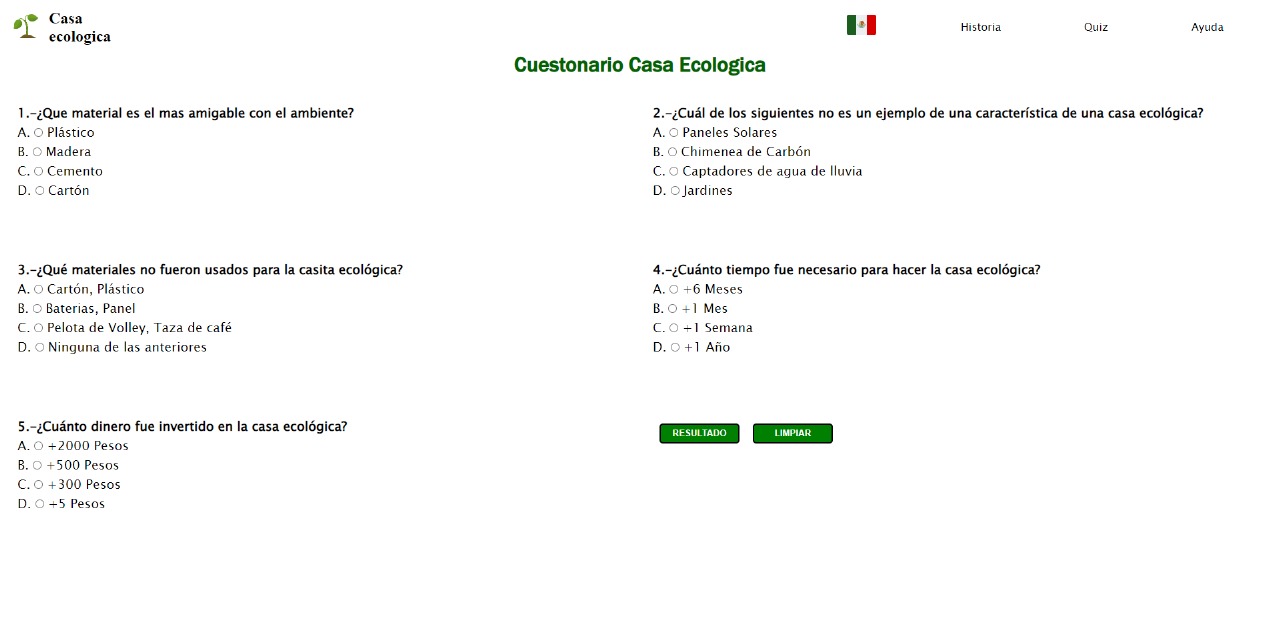 Casa
ecologica
Historia
Quiz
Ayuda
Cuestonario Casa Ecologica
1.-¿Que material es el mas amigable con el ambiente?
A. Plástico
B. Madera
C. Cemento
D. Cartón
2.-¿Cuál de los siguientes no es un ejemplo de una característica de una casa ecológica?
A. Paneles Solares
B. Chimenea de Carbón
C. Captadores de agua de lluvia
D. Jardines
3.-¿Qué materiales no fueron usados para la casita ecológica?
A. Cartón, Plástico
B. Baterias, Panel
C. Pelota de Volley, Taza de café
D. Ninguna de las anteriores
4.-¿Cuánto tiempo fue necesario para hacer la casa ecológica?
A. +6 Meses
B. +1 Mes
C. +1 Semana
D. +1 Año
5.-¿Cuánto dinero fue invertido en la casa ecológica?
A. +2000 Pesos
B. +500 Pesos
C. +300 Pesos
D. +5 Pesos
RESULTADO
LIMPIAR